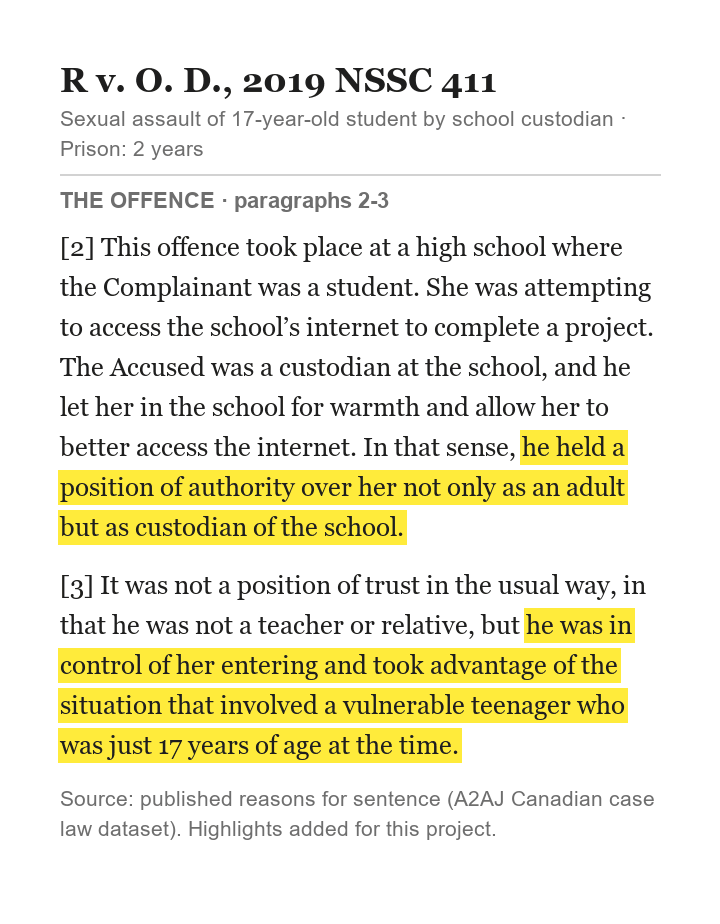 R v. O. D., 2019 NSSC 411
Sexual assault of 17-year-old student by school custodian ·
Prison: 2 years
THE OFFENCE · paragraphs 2-3
[2] This offence took place at a high school where
the Complainant was a student. She was attempting
to access the school’s internet to complete a project.
The Accused was a custodian at the school, and he
let her in the school for warmth and allow her to
better access the internet. In that sense, he held a
position of authority over her not only as an adult
but as custodian of the school.
[3] It was not a position of trust in the usual way, in
that he was not a teacher or relative, but he was in
control of her entering and took advantage of the
situation that involved a vulnerable teenager who
was just 17 years of age at the time.
Source: published reasons for sentence (A2AJ Canadian case
law dataset). Highlights added for this project.